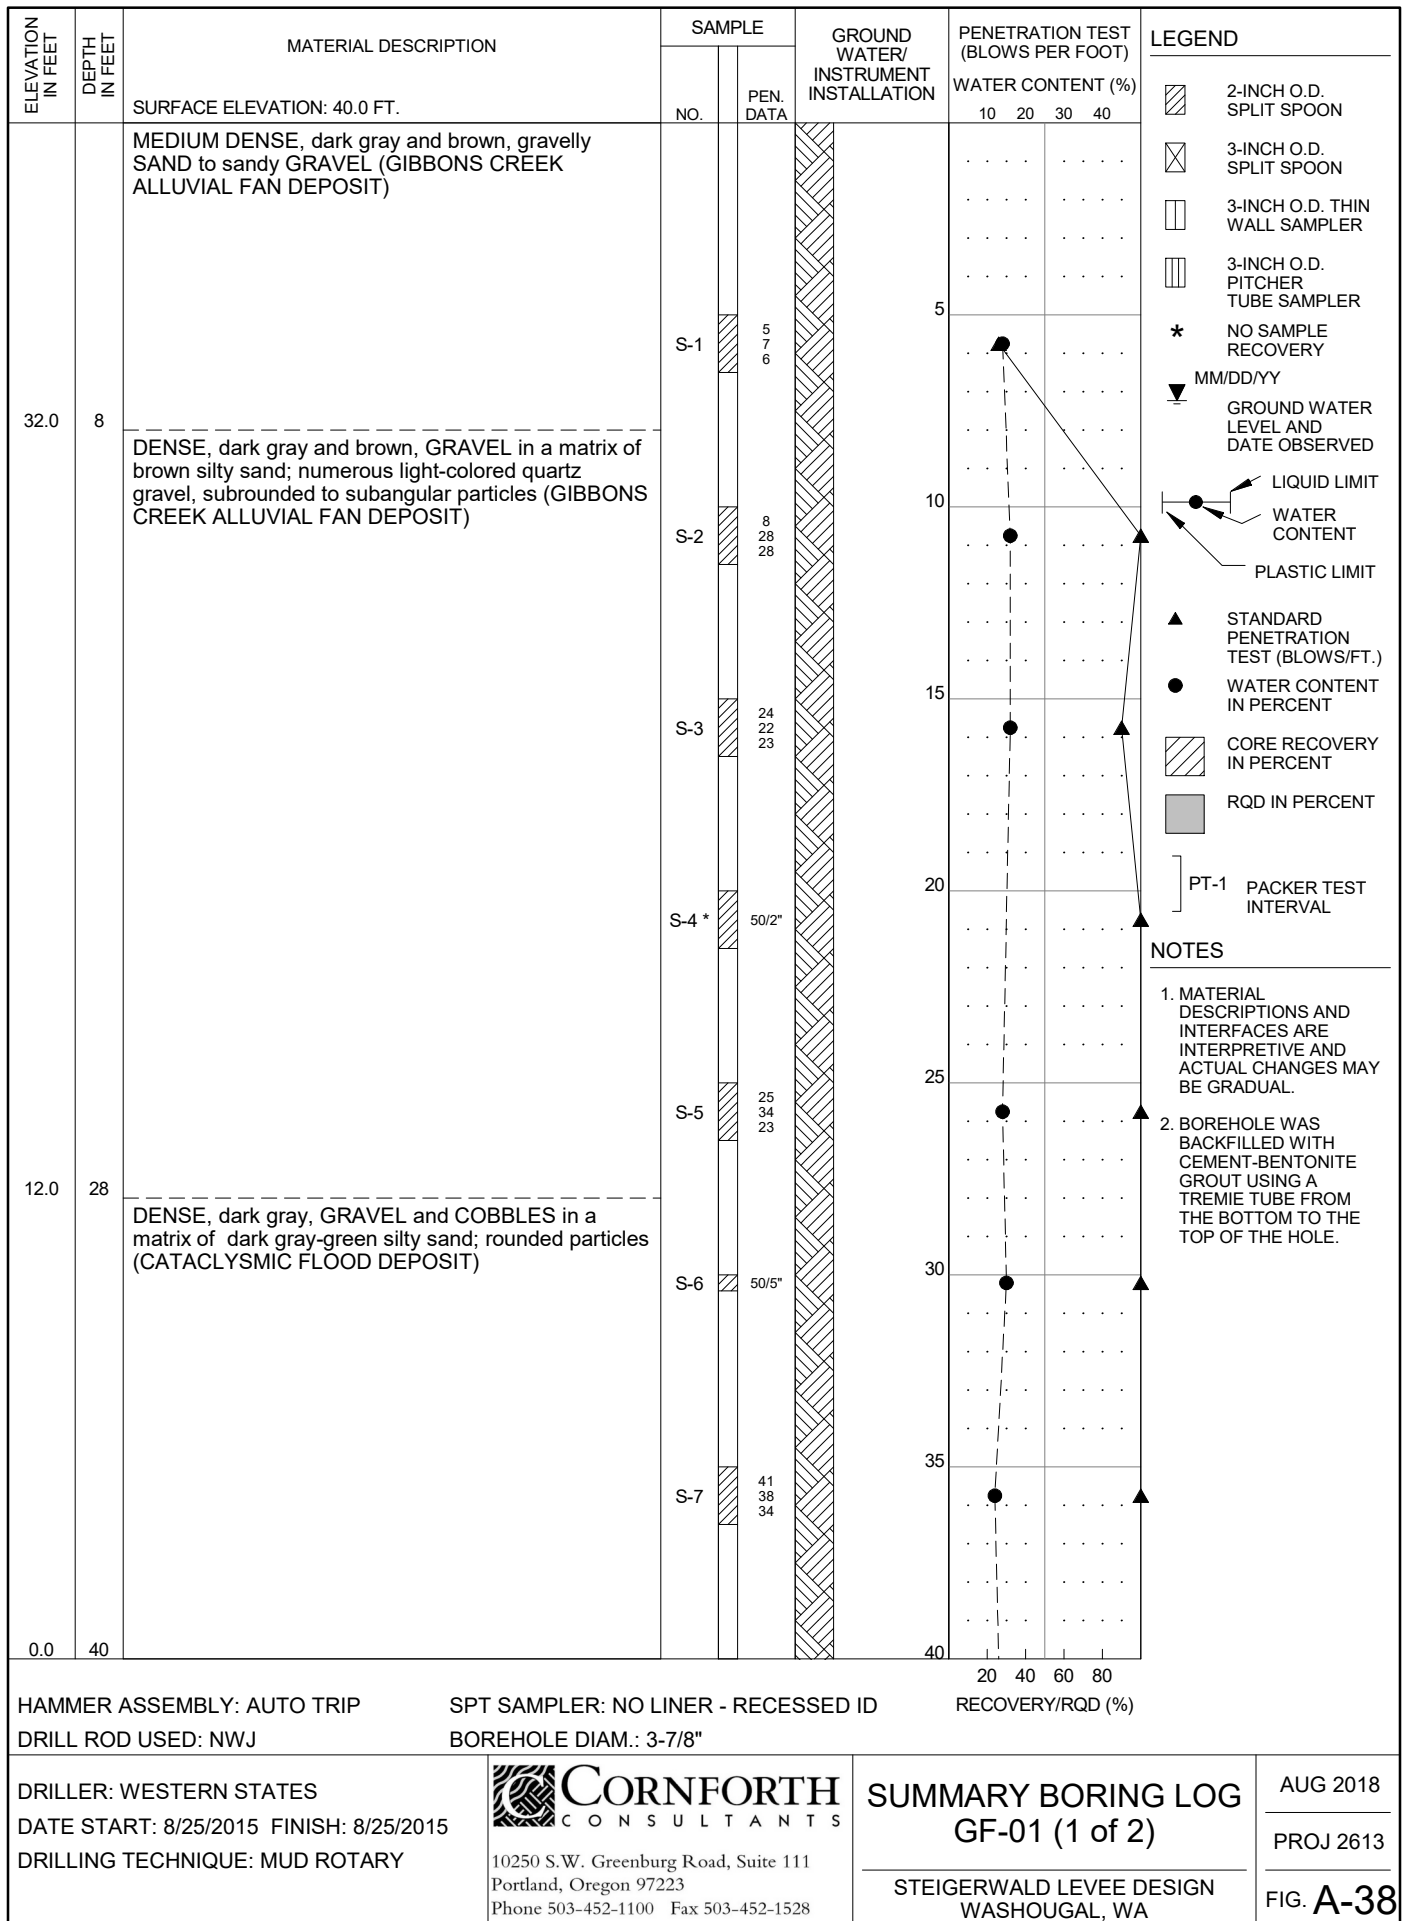 ELEVATION
IN FEET
DEPTH
IN FEET
MATERIAL DESCRIPTION
SURFACE ELEVATION: 40.0 FT.
SAMPLE
NO.
PEN.
DATA
GROUND
WATER/
INSTRUMENT
INSTALLATION
PENETRATION TEST
(BLOWS PER FOOT)
WATER CONTENT (%)
10 20 30 40
MEDIUM DENSE, dark gray and brown, gravelly
SAND to sandy GRAVEL (GIBBONS CREEK
ALLUVIAL FAN DEPOSIT)
5
S-1
5
7
6
32.0 8
DENSE, dark gray and brown, GRAVEL in a matrix of
brown silty sand; numerous light-colored quartz
gravel, subrounded to subangular particles (GIBBONS
CREEK ALLUVIAL FAN DEPOSIT)
10
S-2
8
28
28
15
S-3
24
22
23
20
S-4 *
50/2"
25
S-5
25
34
23
12.0 28
DENSE, dark gray, GRAVEL and COBBLES in a
matrix of dark gray-green silty sand; rounded particles
(CATACLYSMIC FLOOD DEPOSIT)
30
S-6
50/5"
35
S-7
41
38
34
0.0 40
40
20 40 60 80
RECOVERY/RQD (%)
LEGEND
2-INCH O.D.
SPLIT SPOON
3-INCH O.D.
SPLIT SPOON
3-INCH O.D. THIN
WALL SAMPLER
3-INCH O.D.
PITCHER
TUBE SAMPLER
* NO SAMPLE
RECOVERY
MM/DD/YY
GROUND WATER
LEVEL AND
DATE OBSERVED
LIQUID LIMIT
WATER
CONTENT
PLASTIC LIMIT
STANDARD
PENETRATION
TEST (BLOWS/FT.)
WATER CONTENT
IN PERCENT
CORE RECOVERY
IN PERCENT
RQD IN PERCENT
PT-1 PACKER TEST
INTERVAL
NOTES
1. MATERIAL
DESCRIPTIONS AND
INTERFACES ARE
INTERPRETIVE AND
ACTUAL CHANGES MAY
BE GRADUAL.
2. BOREHOLE WAS
BACKFILLED WITH
CEMENT-BENTONITE
GROUT USING A
TREMIE TUBE FROM
THE BOTTOM TO THE
TOP OF THE HOLE.
HAMMER ASSEMBLY: AUTO TRIP
SPT SAMPLER: NO LINER - RECESSED ID
DRILL ROD USED: NWJ
BOREHOLE DIAM.: 3-7/8"
DRILLER: WESTERN STATES
DATE START: 8/25/2015 FINISH: 8/25/2015
DRILLING TECHNIQUE: MUD ROTARY
CORNFORTH
CONSULTANTS
10250 S.W. Greenburg Road, Suite 111
Portland, Oregon 97223
Phone 503-452-1100 Fax 503-452-1528
SUMMARY BORING LOG
GF-01 (1 of 2)
STEIGERWALD LEVEE DESIGN
WASHOUGAL, WA
AUG 2018
PROJ 2613
FIG. A-38